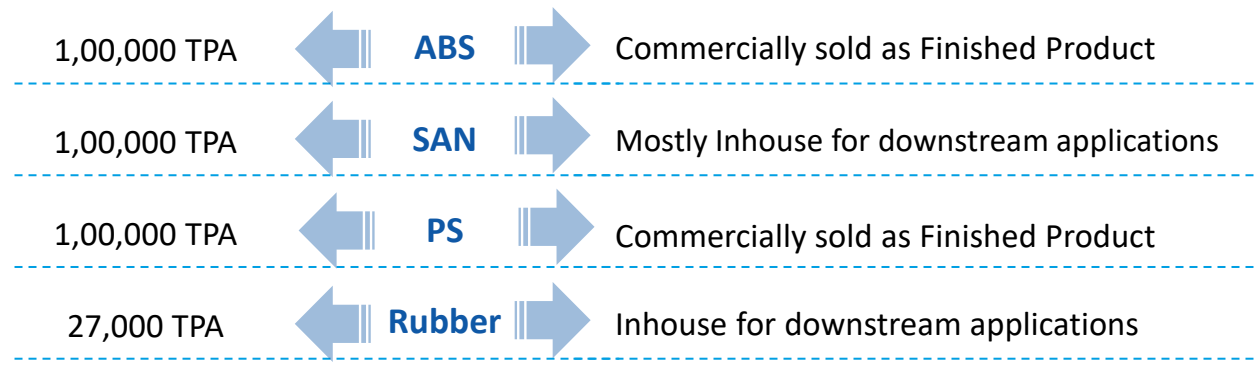 1,00,000 TPA ABS Commercially sold as Finished Product
1,00,000 TPA SAN Mostly Inhouse for downstream applications
1,00,000 TPA PS Commercially sold as Finished Product
27,000 TPA Rubber Inhouse for downstream applications